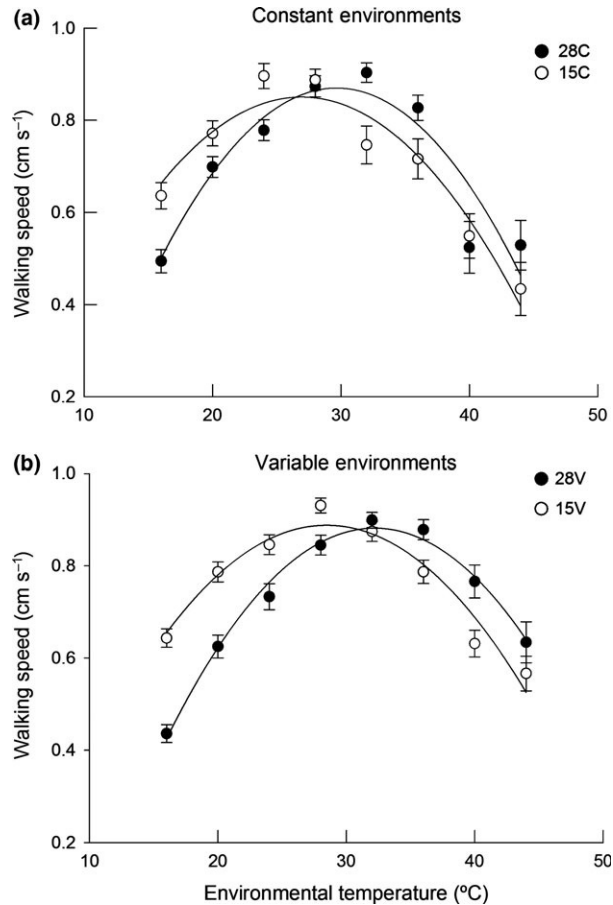 (a) Constant environments
28C
15C
Walking speed (cm s⁻¹)
1.0
0.8
0.6
0.4
0.2
10 20 30 40 50
(b) Variable environments
28V
15V
Walking speed (cm s⁻¹)
1.0
0.8
0.6
0.4
0.2
10 20 30 40 50
Environmental temperature (ºC)